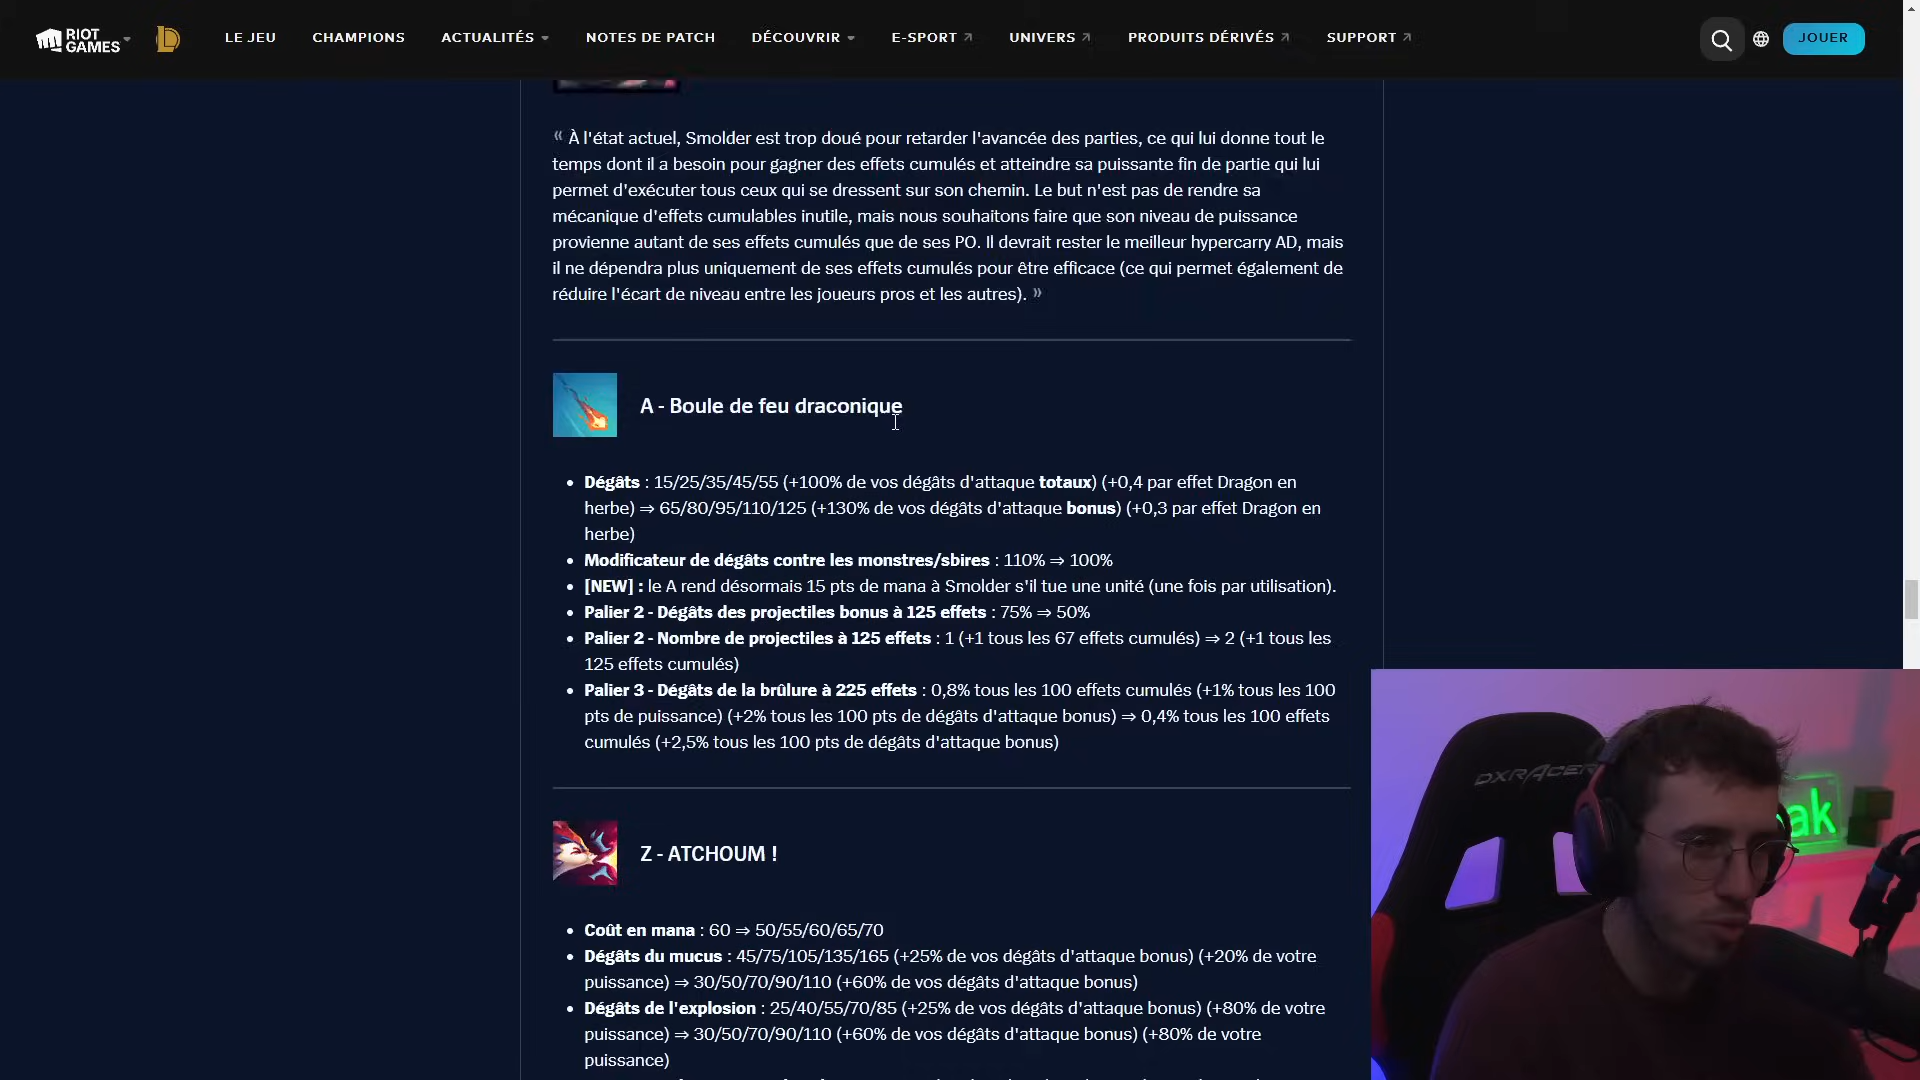 RIOT GAMES
LE JEU
CHAMPIONS
ACTUALITÉS
NOTES DE PATCH
DÉCOUVRIR
E-SPORT
UNIVERS
PRODUITS DÉRIVÉS
SUPPORT
JOUER
« À l'état actuel, Smolder est trop doué pour retarder l'avancée des parties, ce qui lui donne tout le
temps dont il a besoin pour gagner des effets cumulés et atteindre sa puissante fin de partie qui lui
permet d'exécuter tous ceux qui se dressent sur son chemin. Le but n'est pas de rendre sa
mécanique d'effets cumulables inutile, mais nous souhaitons faire que son niveau de puissance
provienne autant de ses effets cumulés que de ses PO. Il devrait rester le meilleur hypercarry AD, mais
il ne dépendra plus uniquement de ses effets cumulés pour être efficace (ce qui permet également de
réduire l'écart de niveau entre les joueurs pros et les autres). »
A - Boule de feu draconique
• Dégâts : 15/25/35/45/55 (+100% de vos dégâts d'attaque totaux) (+0,4 par effet Dragon en
herbe) ⇒ 65/80/95/110/125 (+130% de vos dégâts d'attaque bonus) (+0,3 par effet Dragon en
herbe)
• Modificateur de dégâts contre les monstres/sbires : 110% ⇒ 100%
• [NEW] : le A rend désormais 15 pts de mana à Smolder s'il tue une unité (une fois par utilisation).
• Palier 2 - Dégâts des projectiles bonus à 125 effets : 75% ⇒ 50%
• Palier 2 - Nombre de projectiles à 125 effets : 1 (+1 tous les 67 effets cumulés) ⇒ 2 (+1 tous les
125 effets cumulés)
• Palier 3 - Dégâts de la brûlure à 225 effets : 0,8% tous les 100 effets cumulés (+1% tous les 100
pts de puissance) (+2% tous les 100 pts de dégâts d'attaque bonus) ⇒ 0,4% tous les 100 effets
cumulés (+2,5% tous les 100 pts de dégâts d'attaque bonus)
Z - ATCHOUM !
• Coût en mana : 60 ⇒ 50/55/60/65/70
• Dégâts du mucus : 45/75/105/135/165 (+25% de vos dégâts d'attaque bonus) (+20% de votre
puissance) ⇒ 30/50/70/90/110 (+60% de vos dégâts d'attaque bonus)
• Dégâts de l'explosion : 25/40/55/70/85 (+25% de vos dégâts d'attaque bonus) (+80% de votre
puissance) ⇒ 30/50/70/90/110 (+60% de vos dégâts d'attaque bonus) (+80% de votre
puissance)
DXRACER
ak